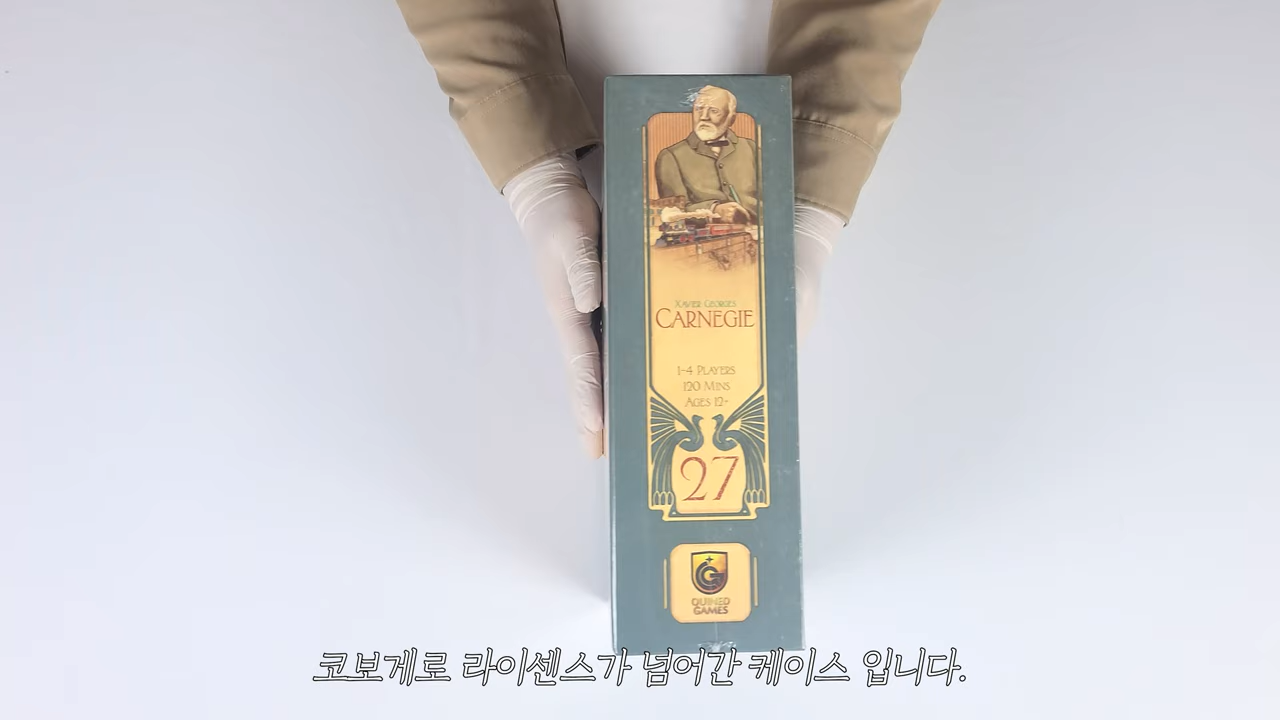 XAVIER GEORGES
CARNEGIE
1-4 PLAYERS
120 MINS
AGES 12+
27
QUINED
GAMES
코보게로 라이센스가 넘어간 케이스 입니다.